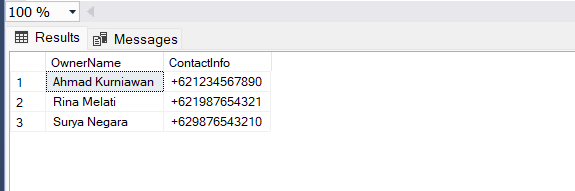 100 %
Results Messages
OwnerName ContactInfo
1 Ahmad Kurniawan +621234567890
2 Rina Melati +621987654321
3 Surya Negara +629876543210